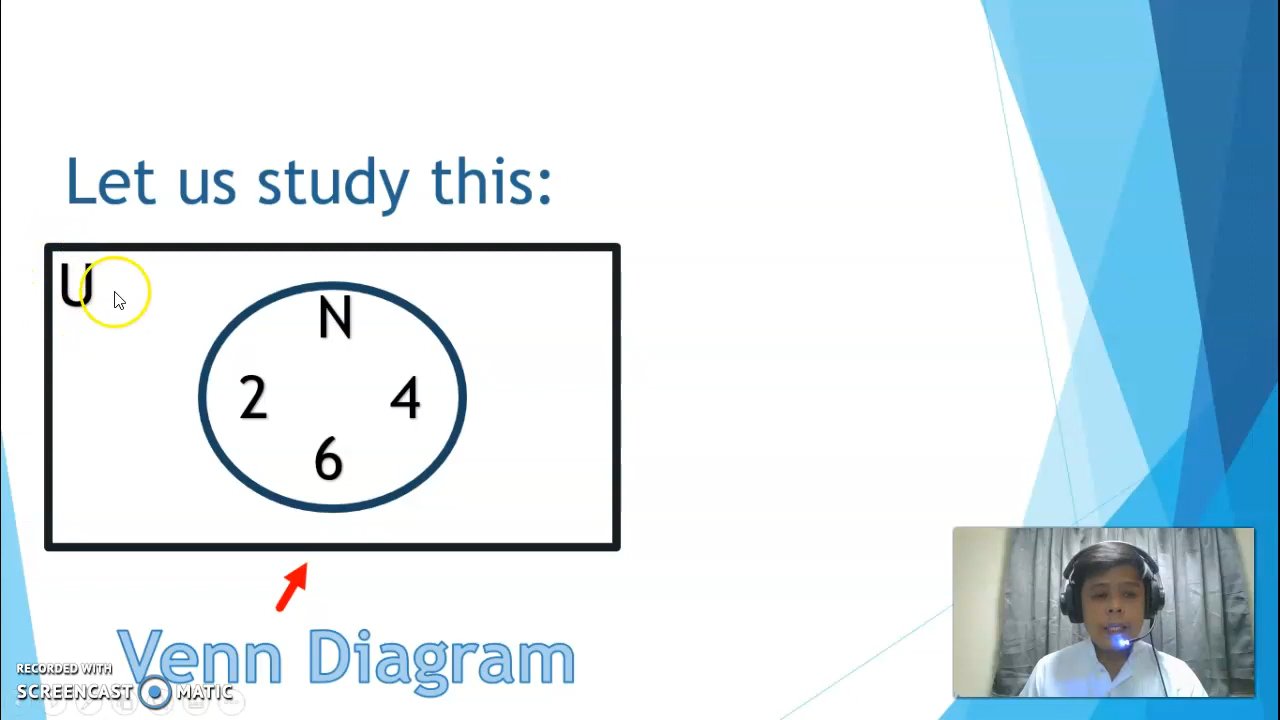 Let us study this:
U
N
2 4
6
Venn Diagram
RECORDED WITH
SCREENCAST MATIC